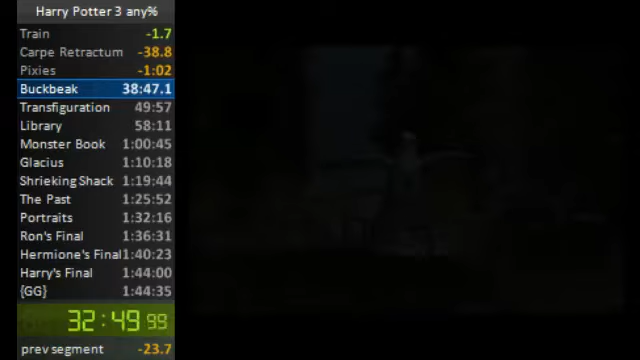 Harry Potter 3 any%
Train -1.7
Carpe Retractum -38.8
Pixies -1:02
Buckbeak 38:47.1
Transfiguration 49:57
Library 58:11
Monster Book 1:00:45
Glacius 1:10:18
Shrieking Shack 1:19:44
The Past 1:25:52
Portraits 1:32:16
Ron's Final 1:36:31
Hermione's Final 1:40:23
Harry's Final 1:44:00
{GG} 1:44:35
32:49 99
prev segment -23.7